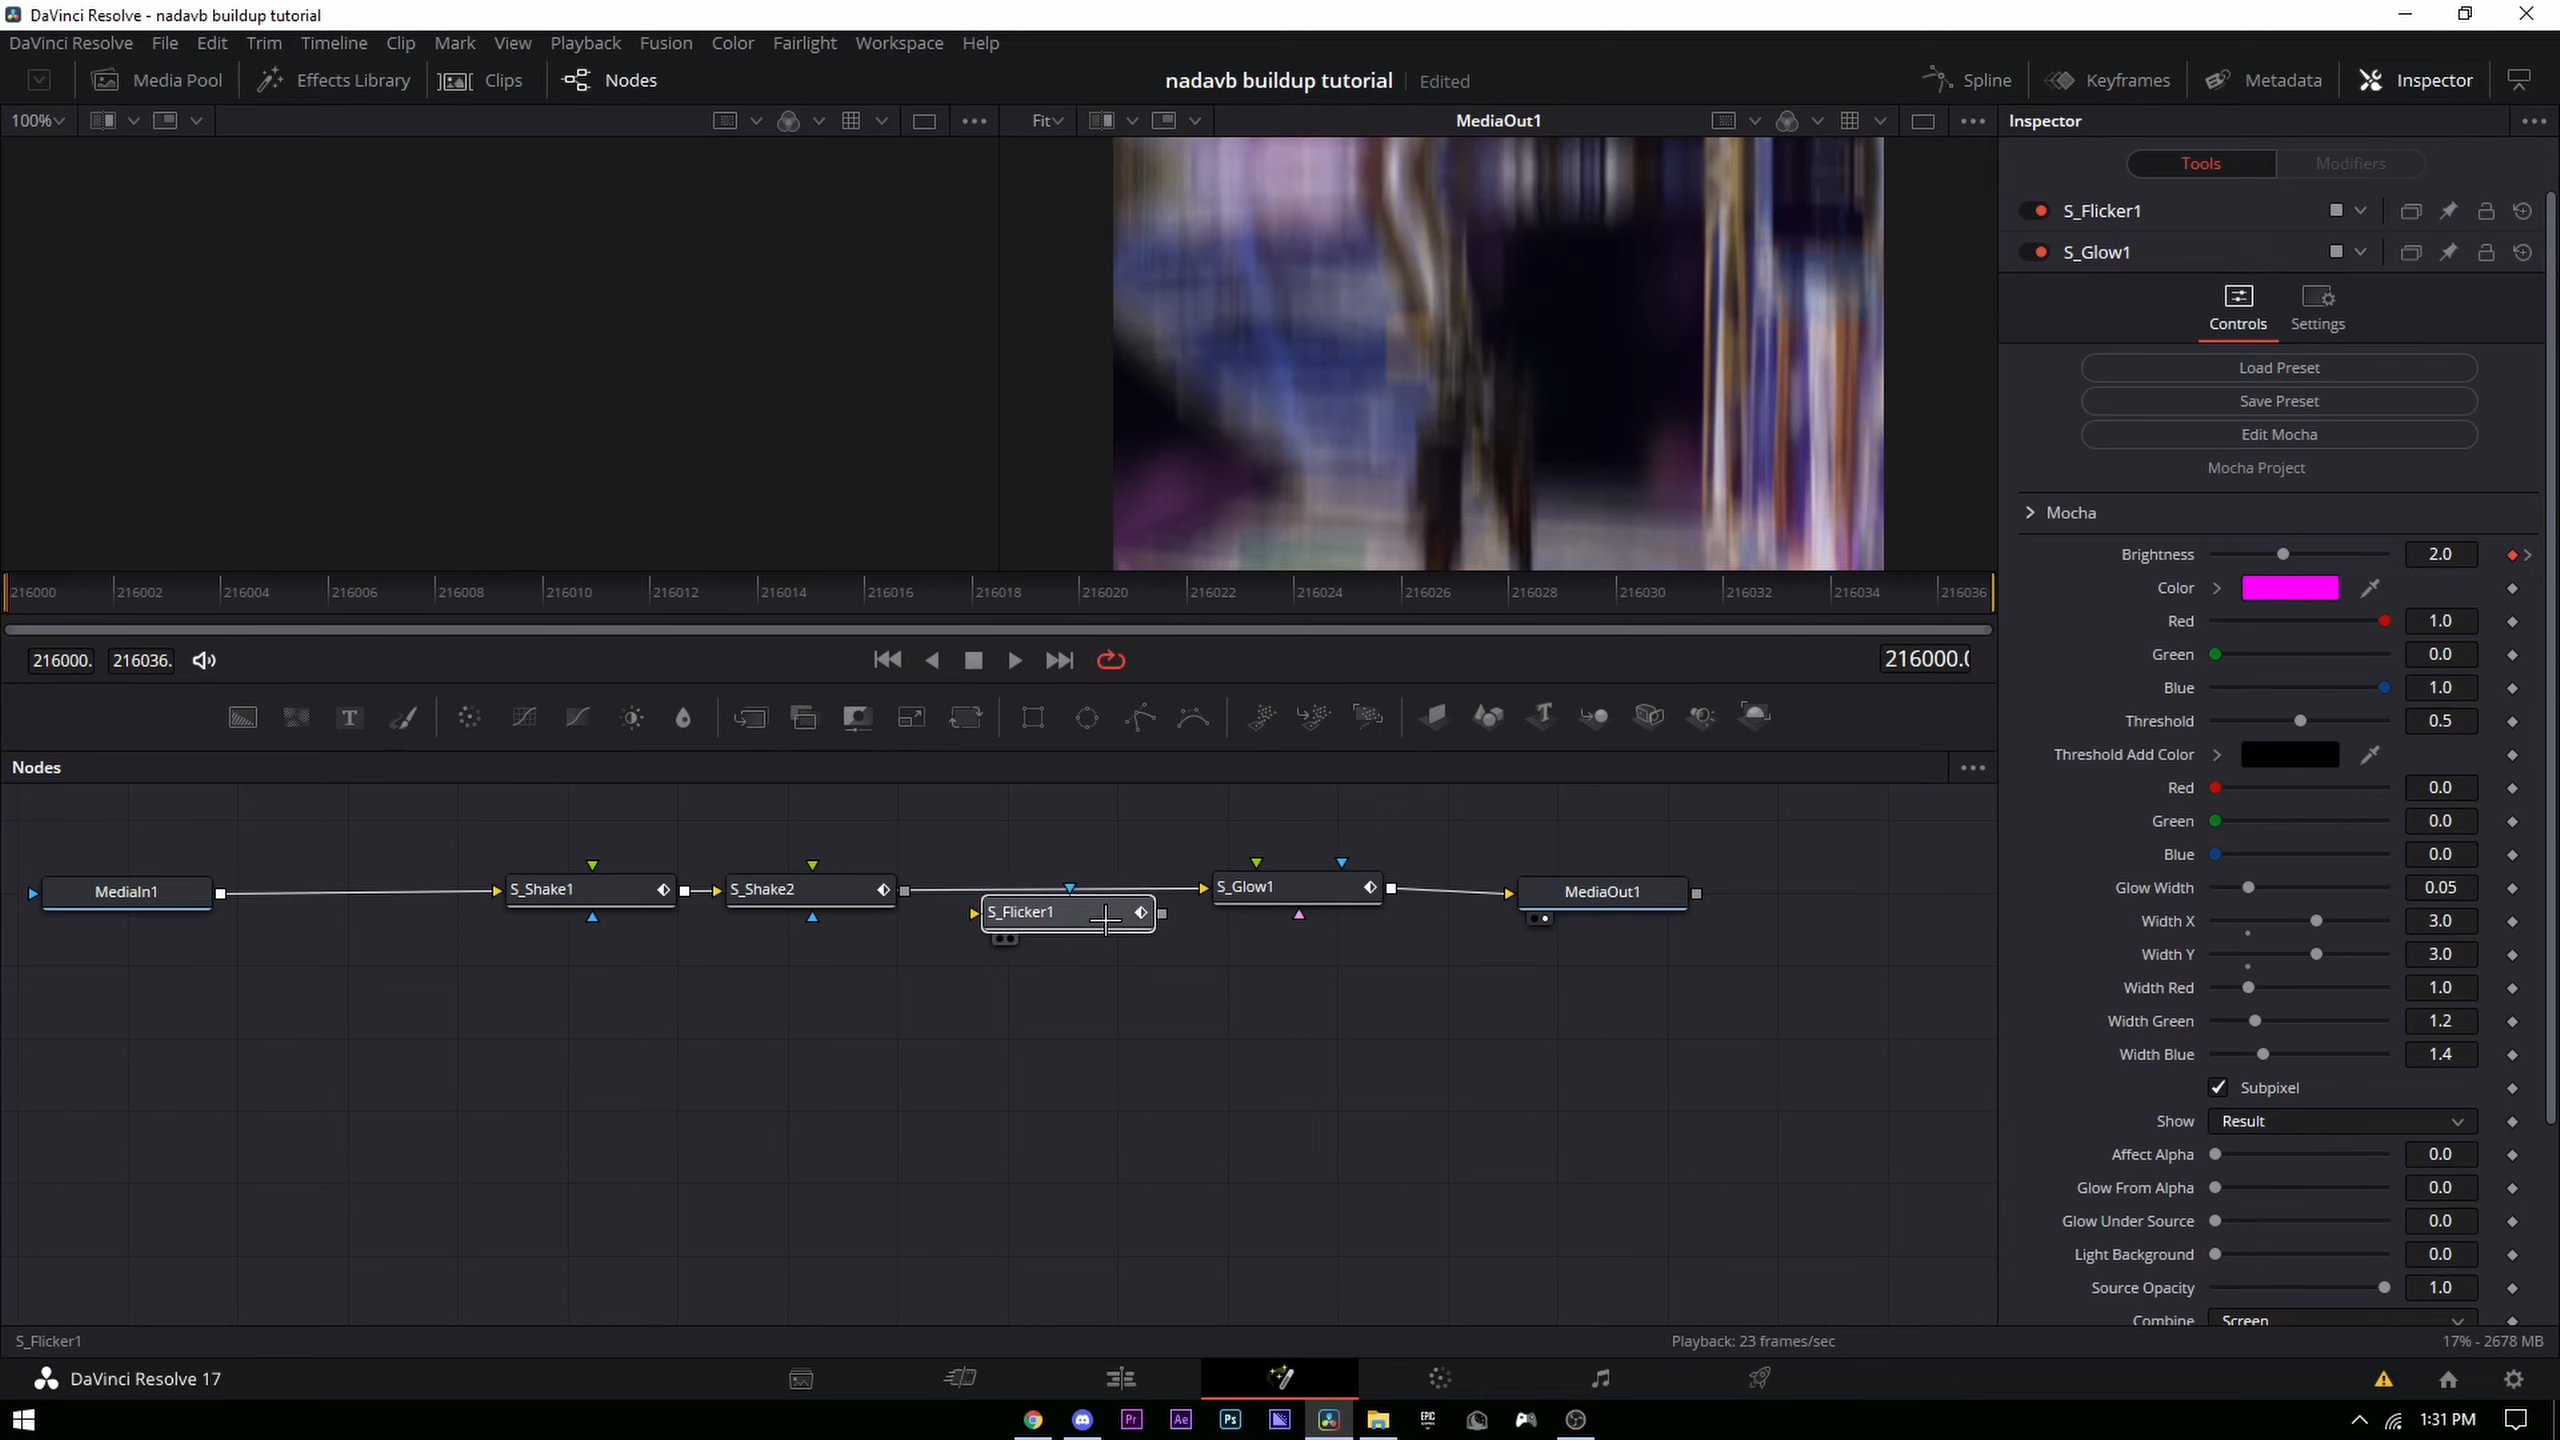 DaVinci Resolve - nadavb buildup tutorial
DaVinci Resolve File Edit Trim Timeline Clip Mark View Playback Fusion Color Fairlight Workspace Help
Media Pool Effects Library Clips Nodes nadavb buildup tutorial Edited Spline Keyframes Metadata Inspector
100% Fit MediaOut1 Inspector
Tools Modifiers
S_Flicker1
S_Glow1
Controls Settings
Load Preset
Save Preset
Edit Mocha
Mocha Project
Mocha
Brightness 2.0
Color
Red 1.0
Green 0.0
Blue 1.0
Threshold 0.5
Threshold Add Color
Red 0.0
Green 0.0
Blue 0.0
Glow Width 0.05
Width X 3.0
Width Y 3.0
Width Red 1.0
Width Green 1.2
Width Blue 1.4
Subpixel
Show Result
Affect Alpha 0.0
Glow From Alpha 0.0
Glow Under Source 0.0
Light Background 0.0
Source Opacity 1.0
Combine Screen
216000 216002 216004 216006 216008 216010 216012 216014 216016 216018 216020 216022 216024 216026 216028 216030 216032 216034 216036
216000. 216036. 216000.0
T T
Nodes
MediaIn1 S_Shake1 S_Shake2 S_Flicker1 S_Glow1 MediaOut1
S_Flicker1 Playback: 23 frames/sec 17% - 2678 MB
DaVinci Resolve 17
Pr Ae Ps EPIC GAMES 1:31 PM